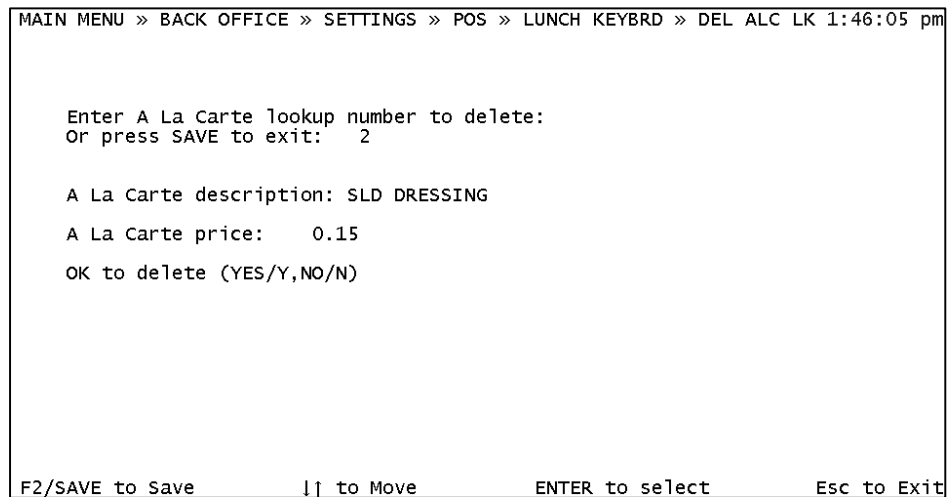 MAIN MENU » BACK OFFICE » SETTINGS » POS » LUNCH KEYBRD » DEL ALC LK 1:46:05 pm
Enter A La Carte lookup number to delete:
Or press SAVE to exit: 2
A La Carte description: SLD DRESSING
A La Carte price: 0.15
OK to delete (YES/Y,NO/N)
F2/SAVE to Save ↓↑ to Move ENTER to select Esc to Exit